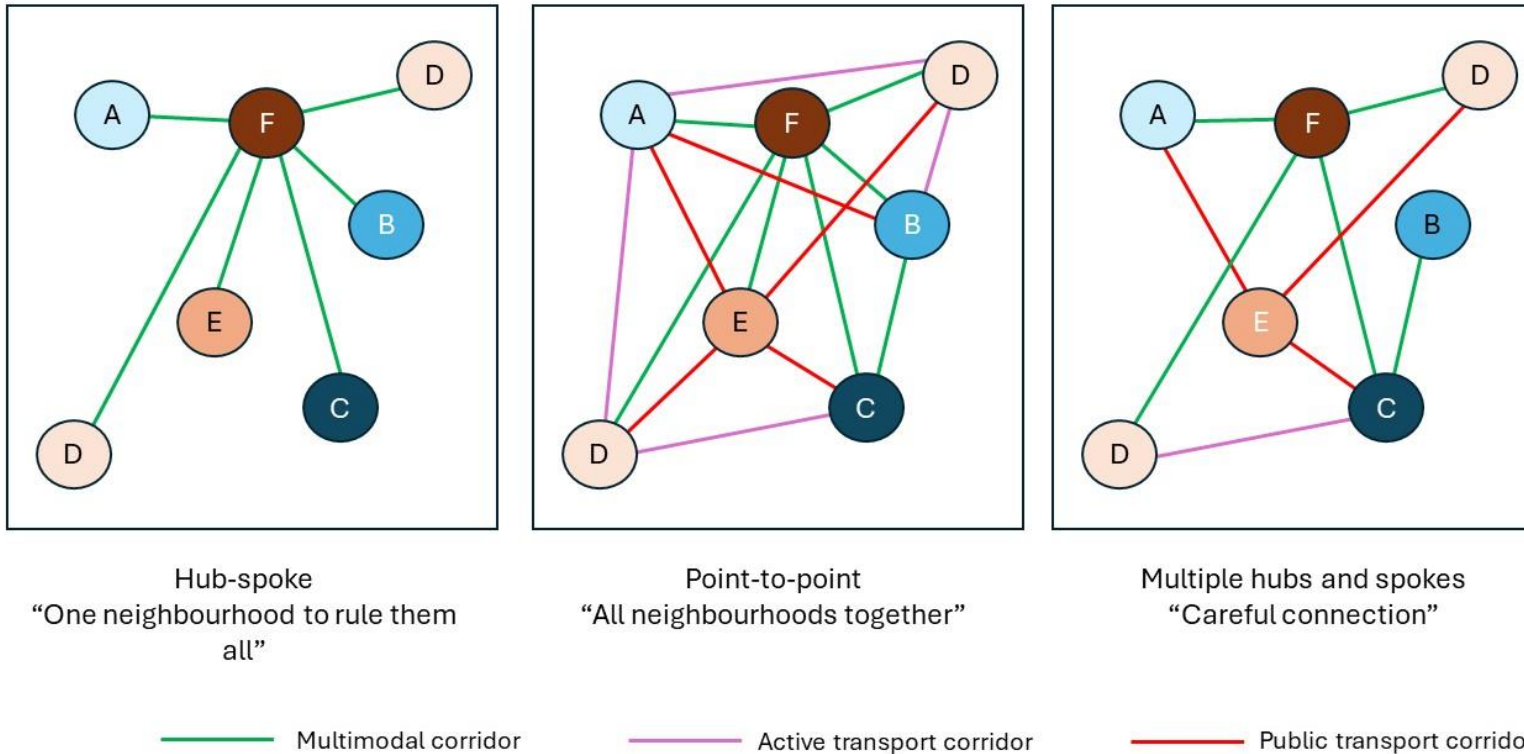 A
F
D
B
E
C
D
A
F
D
B
E
C
D
A
F
D
B
E
C
D
Hub-spoke
“One neighbourhood to rule them
all”
Point-to-point
“All neighbourhoods together”
Multiple hubs and spokes
“Careful connection”
Multimodal corridor
Active transport corridor
Public transport corrido